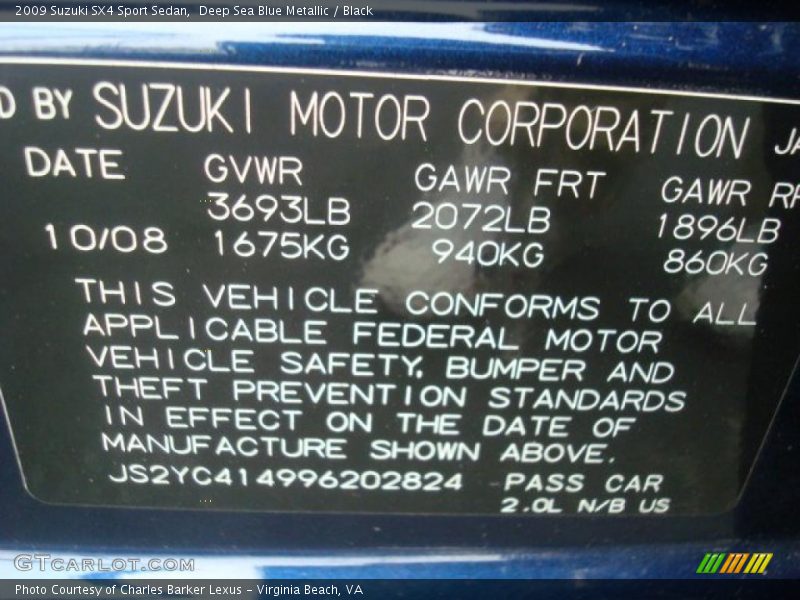 2009 Suzuki SX4 Sport Sedan, Deep Sea Blue Metallic / Black
D BY SUZUKI MOTOR CORPORATION JA
DATE GVWR GAWR FRT GAWR RR
3693LB 2072LB 1896LB
10/08 1675KG 940KG 860KG
THIS VEHICLE CONFORMS TO ALL
APPLICABLE FEDERAL MOTOR
VEHICLE SAFETY, BUMPER AND
THEFT PREVENTION STANDARDS
IN EFFECT ON THE DATE OF
MANUFACTURE SHOWN ABOVE.
JS2YC414996202824 PASS CAR
2.0L N/B US
GTCARLOT.COM
Photo Courtesy of Charles Barker Lexus - Virginia Beach, VA